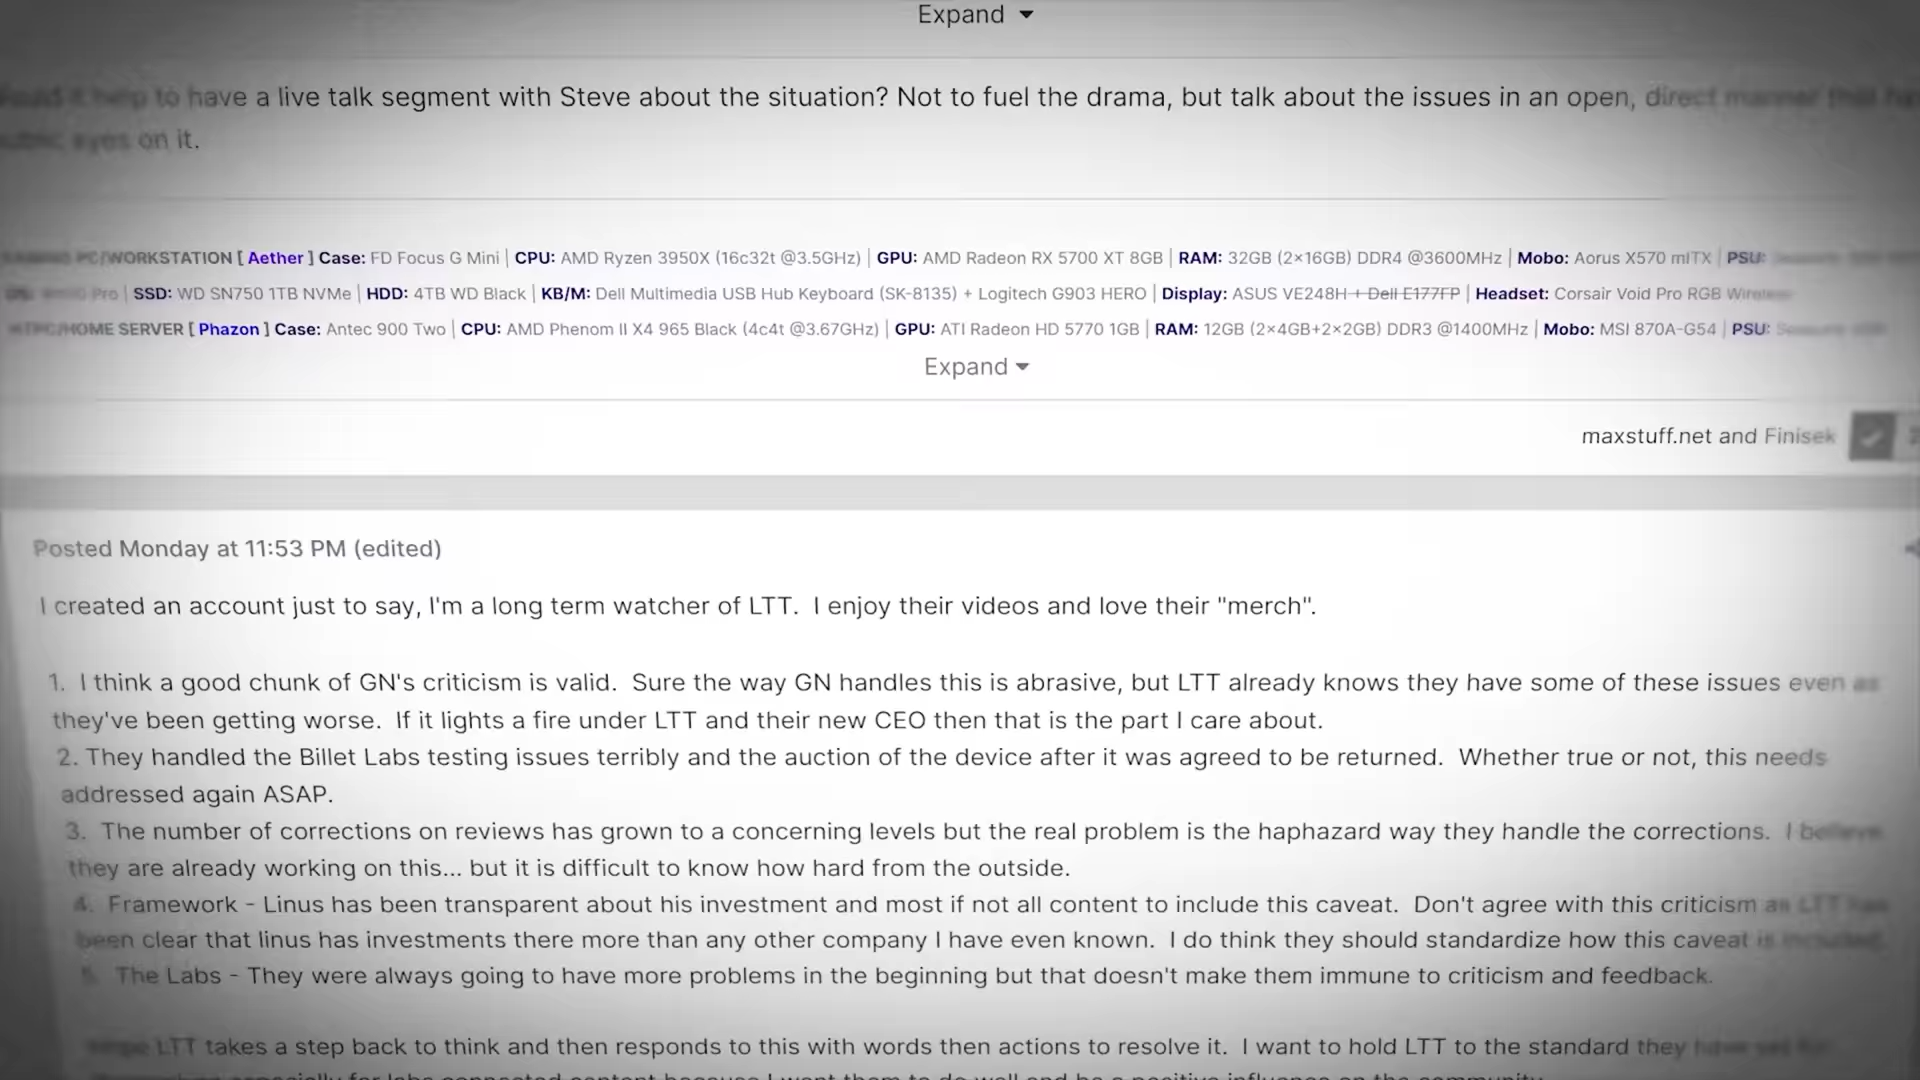 Expand
to have a live talk segment with Steve about the situation? Not to fuel the drama, but talk about the issues in an open, direct manner that
eyes on it.
PC/WORKSTATION [ Aether ] Case: FD Focus G Mini | CPU: AMD Ryzen 3950X (16c32t @3.5GHz) | GPU: AMD Radeon RX 5700 XT 8GB | RAM: 32GB (2×16GB) DDR4 @3600MHz | Mobo: Aorus X570 mITX | PSU:
Pro | SSD: WD SN750 1TB NVMe | HDD: 4TB WD Black | KB/M: Dell Multimedia USB Hub Keyboard (SK-8135) + Logitech G903 HERO | Display: ASUS VE248H + Dell E177FP | Headset: Corsair Void Pro RGB Wireless
HTPC/HOME SERVER [ Phazon ] Case: Antec 900 Two | CPU: AMD Phenom II X4 965 Black (4c4t @3.67GHz) | GPU: ATI Radeon HD 5770 1GB | RAM: 12GB (2×4GB+2×2GB) DDR3 @1400MHz | Mobo: MSI 870A-G54 | PSU:
Expand
maxstuff.net and Finisek
Posted Monday at 11:53 PM (edited)
I created an account just to say, I'm a long term watcher of LTT.  I enjoy their videos and love their "merch".
1.  I think a good chunk of GN's criticism is valid.  Sure the way GN handles this is abrasive, but LTT already knows they have some of these issues even as
they've been getting worse.  If it lights a fire under LTT and their new CEO then that is the part I care about.
2. They handled the Billet Labs testing issues terribly and the auction of the device after it was agreed to be returned.  Whether true or not, this needs
addressed again ASAP.
3.  The number of corrections on reviews has grown to a concerning levels but the real problem is the haphazard way they handle the corrections.  I believe
they are already working on this... but it is difficult to know how hard from the outside.
4.  Framework - Linus has been transparent about his investment and most if not all content to include this caveat.  Don't agree with this criticism as LTT has
been clear that linus has investments there more than any other company I have even known.  I do think they should standardize how this caveat is included.
5.  The Labs - They were always going to have more problems in the beginning but that doesn't make them immune to criticism and feedback.
LTT takes a step back to think and then responds to this with words then actions to resolve it.  I want to hold LTT to the standard they have set for